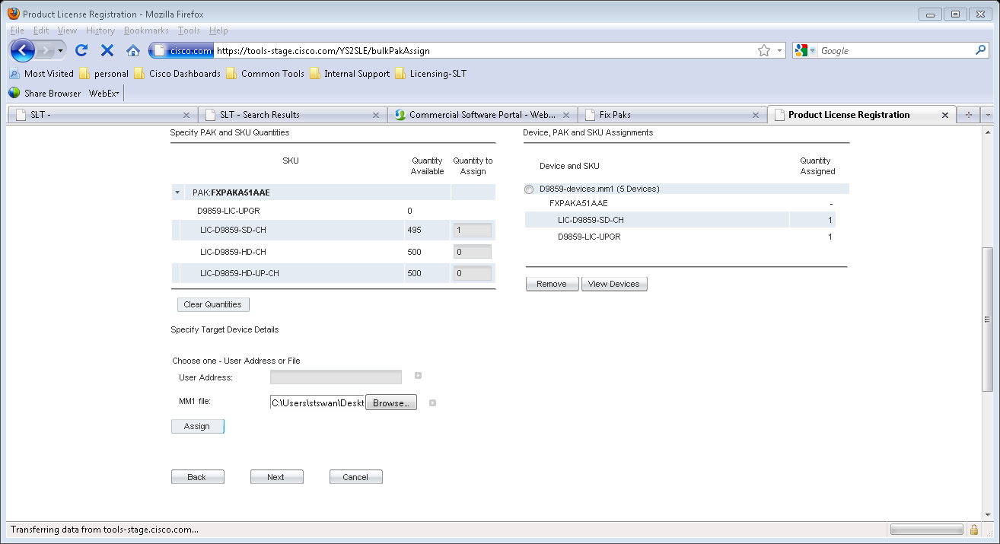 Product License Registration - Mozilla Firefox
File Edit View History Bookmarks Tools Help
cisco.com https://tools-stage.cisco.com/YS2SLE/bulkPakAssign Google
Most Visited personal Cisco Dashboards Common Tools Internal Support Licensing-SLT
Share Browser WebEx
SLT - SLT - Search Results Commercial Software Portal - Web... Fix Paks Product License Registration
Specify PAK and SKU Quantities
SKU Quantity Available Quantity to Assign
PAK:FXPAKA51AAE
D9859-LIC-UPGR 0
LIC-D9859-SD-CH 495 1
LIC-D9859-HD-CH 500 0
LIC-D9859-HD-UP-CH 500 0
Clear Quantities
Specify Target Device Details
Choose one - User Address or File
User Address:
MM1 file: C:\Users\stswan\Deskt Browse...
Assign
Back Next Cancel
Device, PAK and SKU Assignments
Device and SKU Quantity Assigned
D9859-devices.mm1 (5 Devices)
FXPAKA51AAE -
LIC-D9859-SD-CH 1
D9859-LIC-UPGR 1
Remove View Devices
Transferring data from tools-stage.cisco.com...